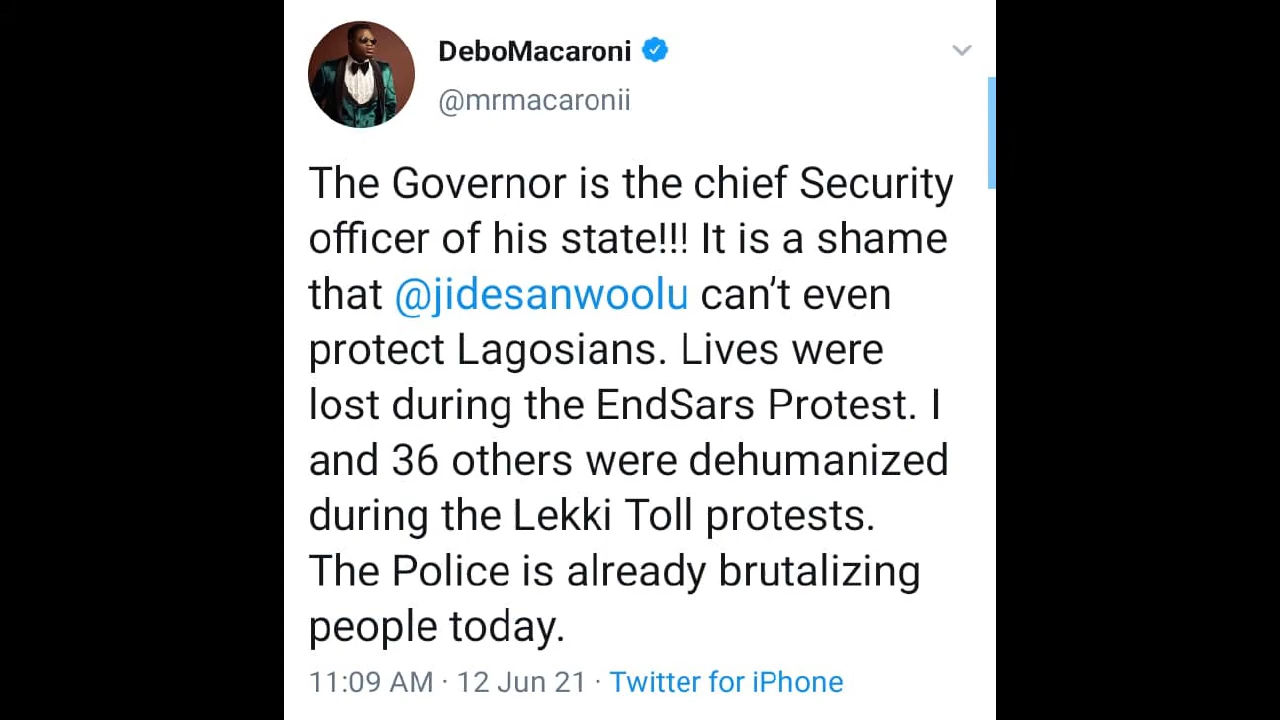 DeboMacaroni
@mrmacaronii
The Governor is the chief Security
officer of his state!!! It is a shame
that @jidesanwoolu can’t even
protect Lagosians. Lives were
lost during the EndSars Protest. I
and 36 others were dehumanized
during the Lekki Toll protests.
The Police is already brutalizing
people today.
11:09 AM · 12 Jun 21 · Twitter for iPhone